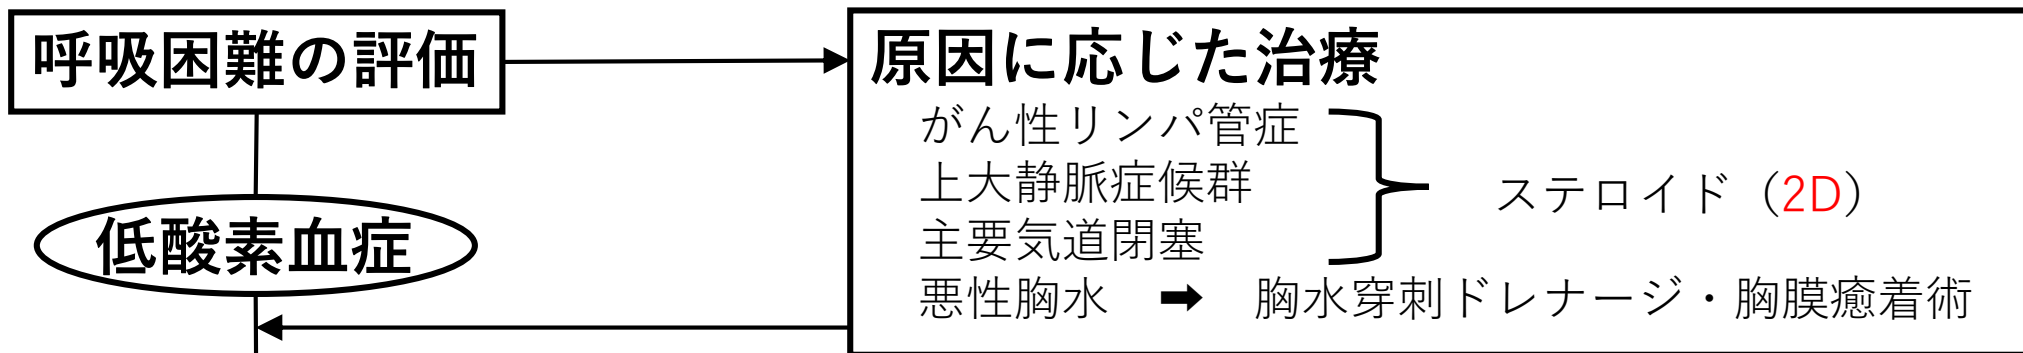 呼吸困難の評価
低酸素血症
原因に応じた治療
がん性リンパ管症
上大静脈症候群
主要気道閉塞
ステロイド（2D）
悪性胸水 ➡ 胸水穿刺ドレナージ・胸膜癒着術